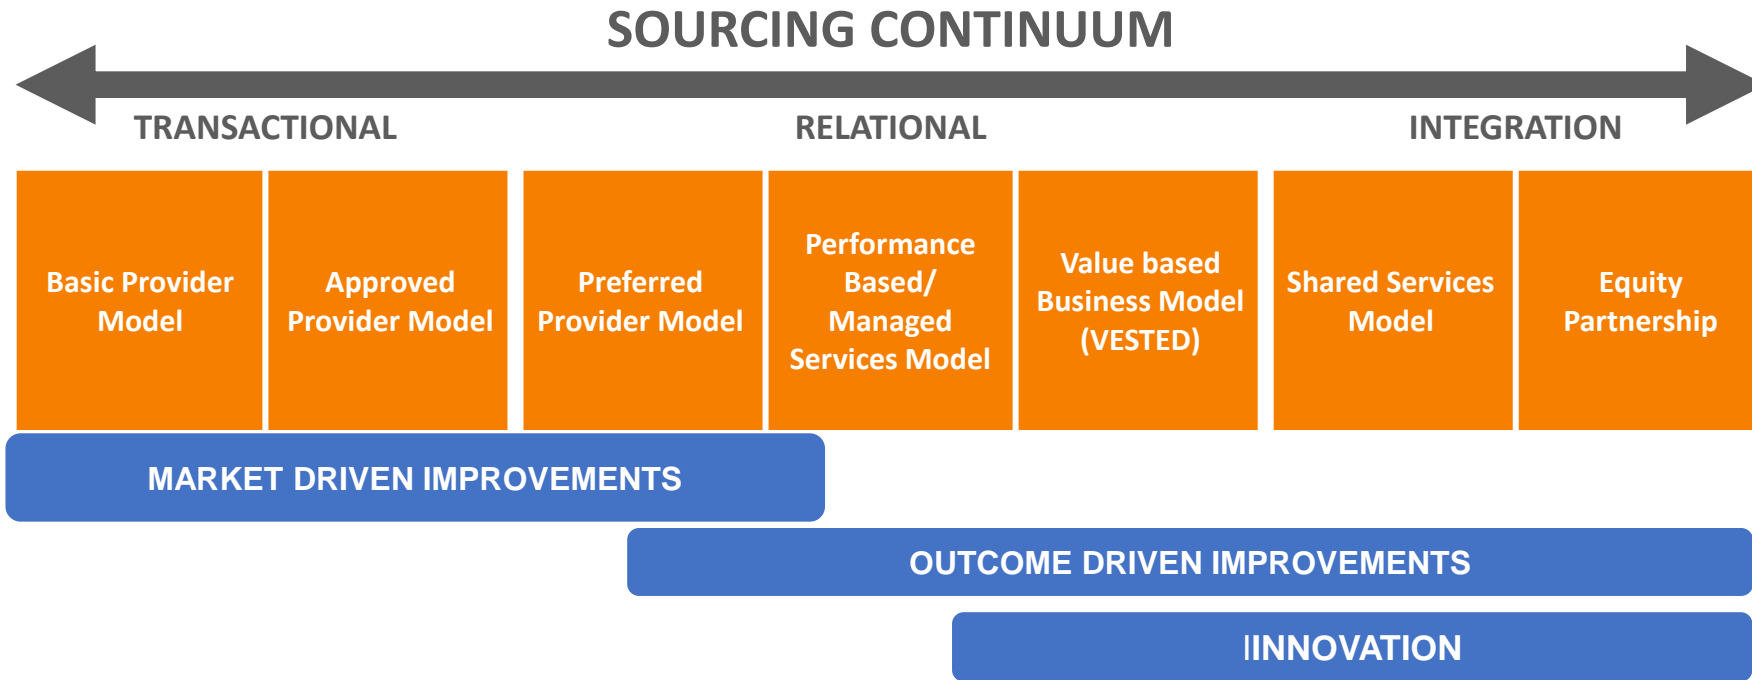 SOURCING CONTINUUM
TRANSACTIONAL
RELATIONAL
INTEGRATION
Basic Provider
Model
Approved
Provider Model
Preferred
Provider Model
Performance
Based/
Managed
Services Model
Value based
Business Model
(VESTED)
Shared Services
Model
Equity
Partnership
MARKET DRIVEN IMPROVEMENTS
OUTCOME DRIVEN IMPROVEMENTS
IINNOVATION